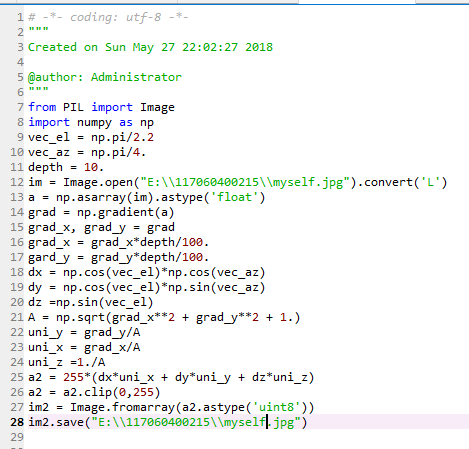 1 # -*- coding: utf-8 -*-
2 """
3 Created on Sun May 27 22:02:27 2018
4
5 @author: Administrator
6 """
7 from PIL import Image
8 import numpy as np
9 vec_el = np.pi/2.2
10 vec_az = np.pi/4.
11 depth = 10.
12 im = Image.open("E:\\117060400215\\myself.jpg").convert('L')
13 a = np.asarray(im).astype('float')
14 grad = np.gradient(a)
15 grad_x, grad_y = grad
16 grad_x = grad_x*depth/100.
17 gard_y = grad_y*depth/100.
18 dx = np.cos(vec_el)*np.cos(vec_az)
19 dy = np.cos(vec_el)*np.sin(vec_az)
20 dz =np.sin(vec_el)
21 A = np.sqrt(grad_x**2 + grad_y**2 + 1.)
22 uni_y = grad_y/A
23 uni_x = grad_x/A
24 uni_z =1./A
25 a2 = 255*(dx*uni_x + dy*uni_y + dz*uni_z)
26 a2 = a2.clip(0,255)
27 im2 = Image.fromarray(a2.astype('uint8'))
28 im2.save("E:\\117060400215\\myself.jpg")
29